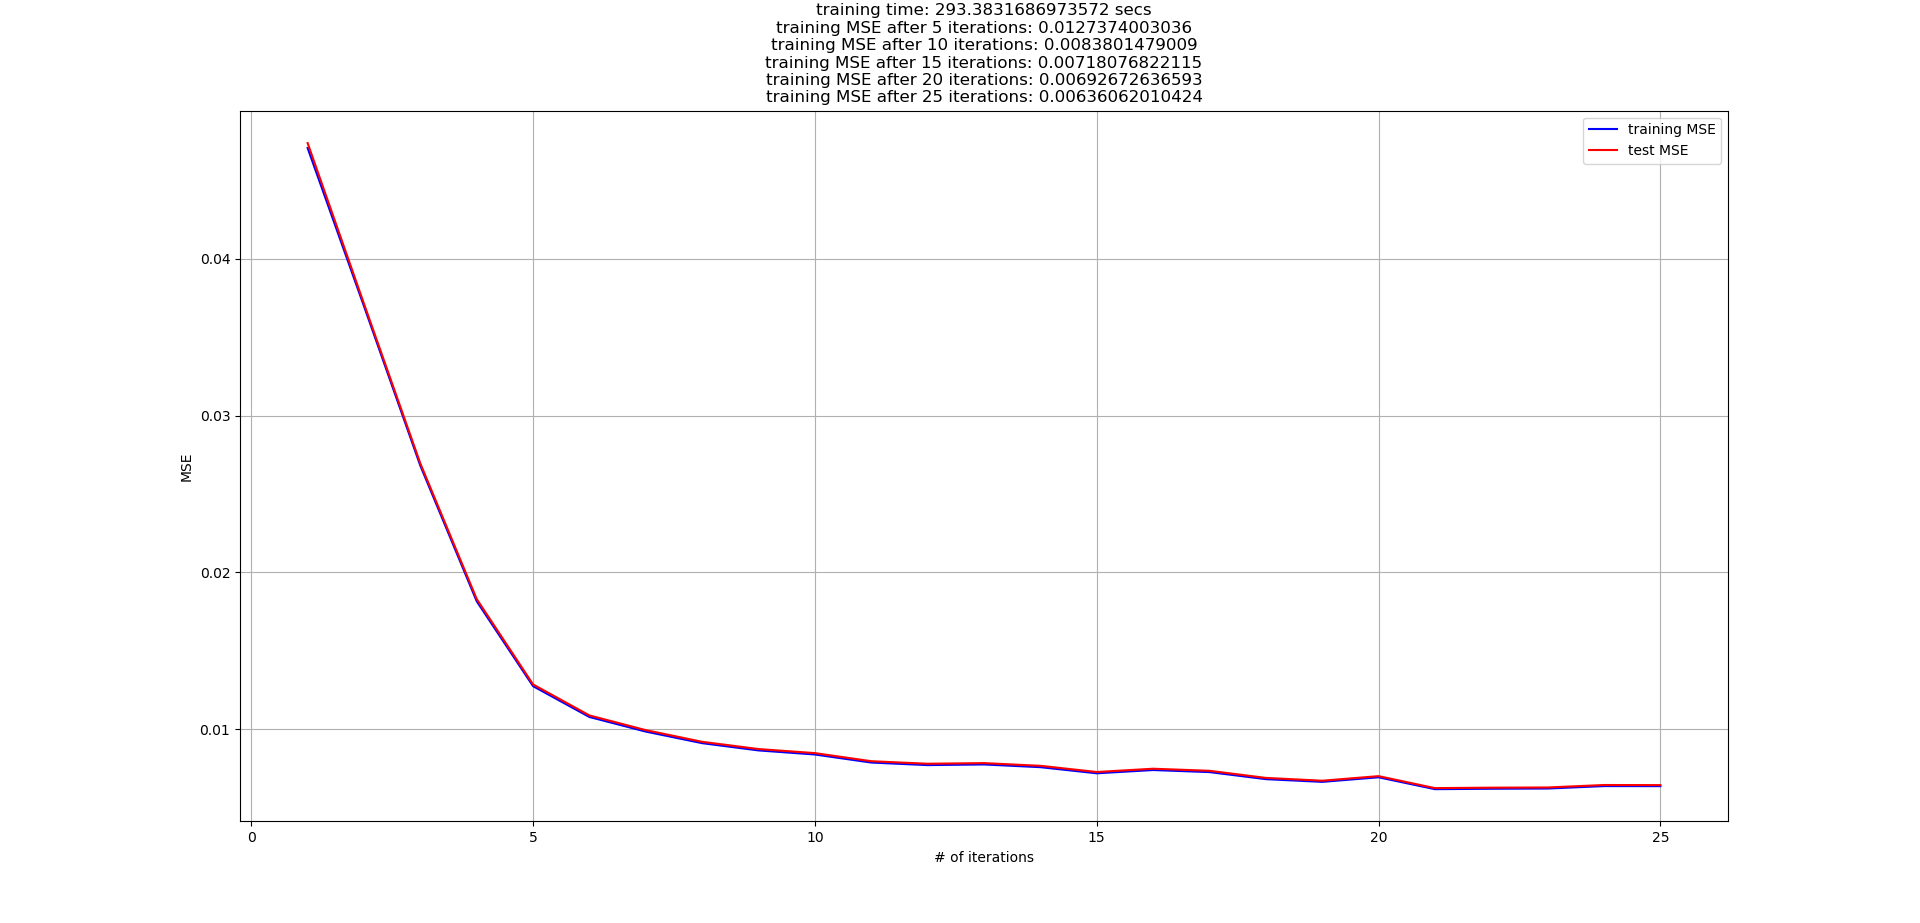 training time: 293.3831686973572 secs
training MSE after 5 iterations: 0.0127374003036
training MSE after 10 iterations: 0.0083801479009
training MSE after 15 iterations: 0.00718076822115
training MSE after 20 iterations: 0.00692672636593
training MSE after 25 iterations: 0.00636062010424
training MSE
test MSE
0.04
0.03
0.02
0.01
MSE
0 5 10 15 20 25
# of iterations